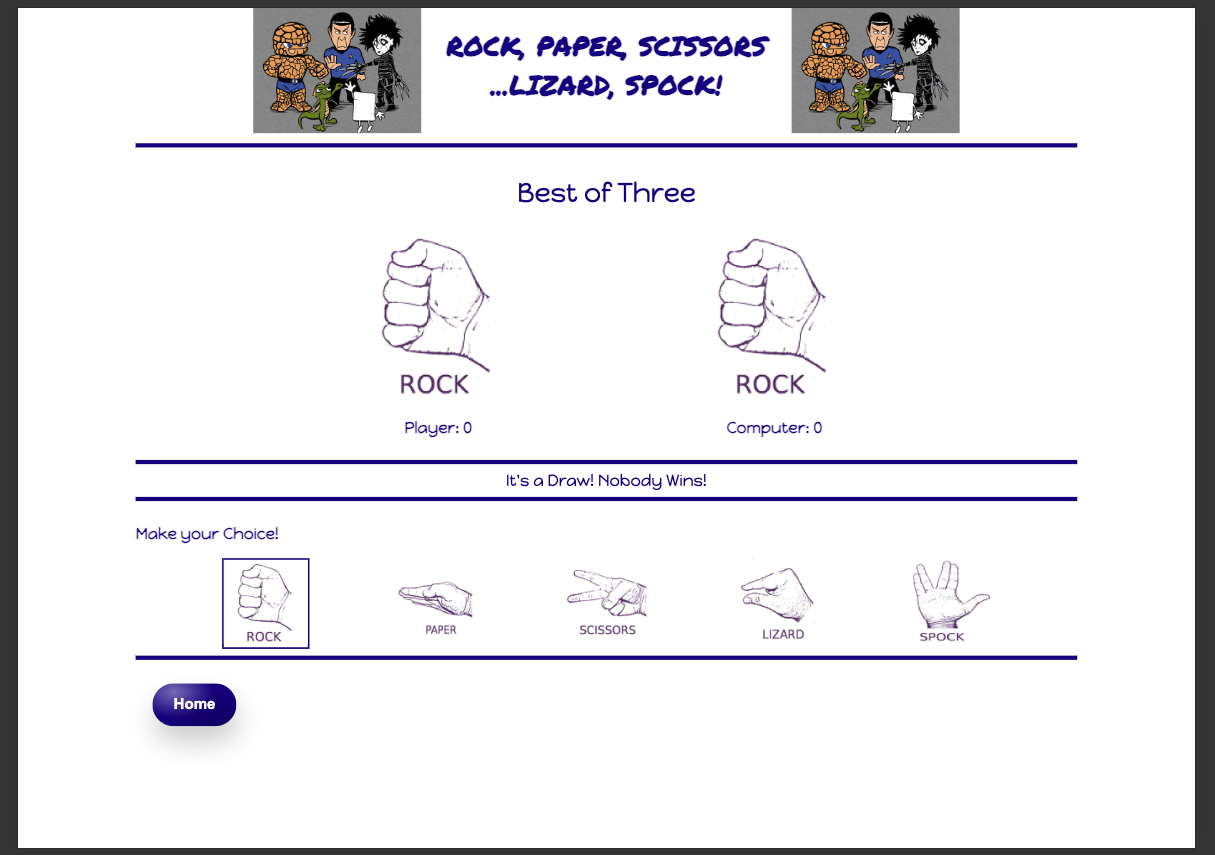 ROCK, PAPER, SCISSORS
...LIZARD, SPOCK!
Best of Three
ROCK
ROCK
Player: 0
Computer: 0
It's a Draw! Nobody Wins!
Make your Choice!
ROCK
PAPER
SCISSORS
LIZARD
SPOCK
Home